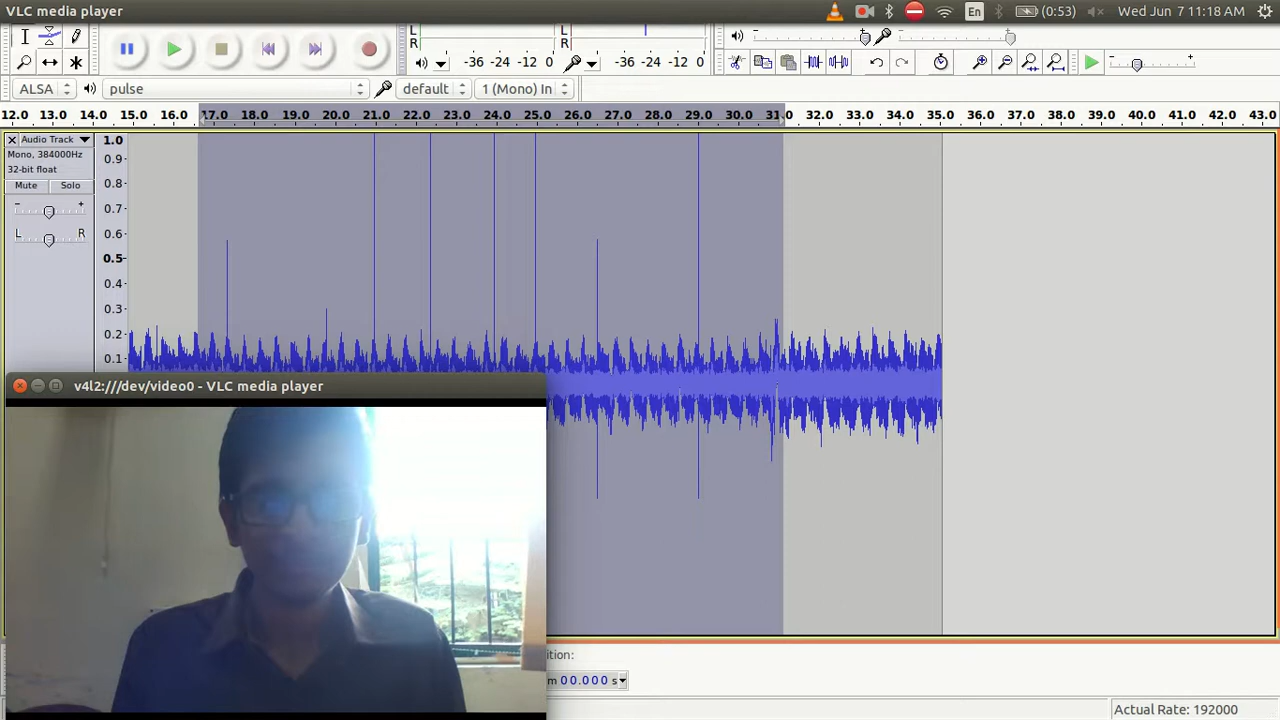 VLC media player
En
(0:53)
Wed Jun 7 11:18 AM
L
R
-36 -24 -12 0
L
R
-36 -24 -12 0
ALSA
pulse
default
1 (Mono) In
12.0 13.0 14.0 15.0 16.0 17.0 18.0 19.0 20.0 21.0 22.0 23.0 24.0 25.0 26.0 27.0 28.0 29.0 30.0 31.0 32.0 33.0 34.0 35.0 36.0 37.0 38.0 39.0 40.0 41.0 42.0 43.0
Audio Track
Mono, 384000Hz
32-bit float
Mute Solo
- +
L R
1.0
0.9
0.8
0.7
0.6
0.5
0.4
0.3
0.2
0.1
v4l2:///dev/video0 - VLC media player
ition:
m 00.000 s
Actual Rate: 192000